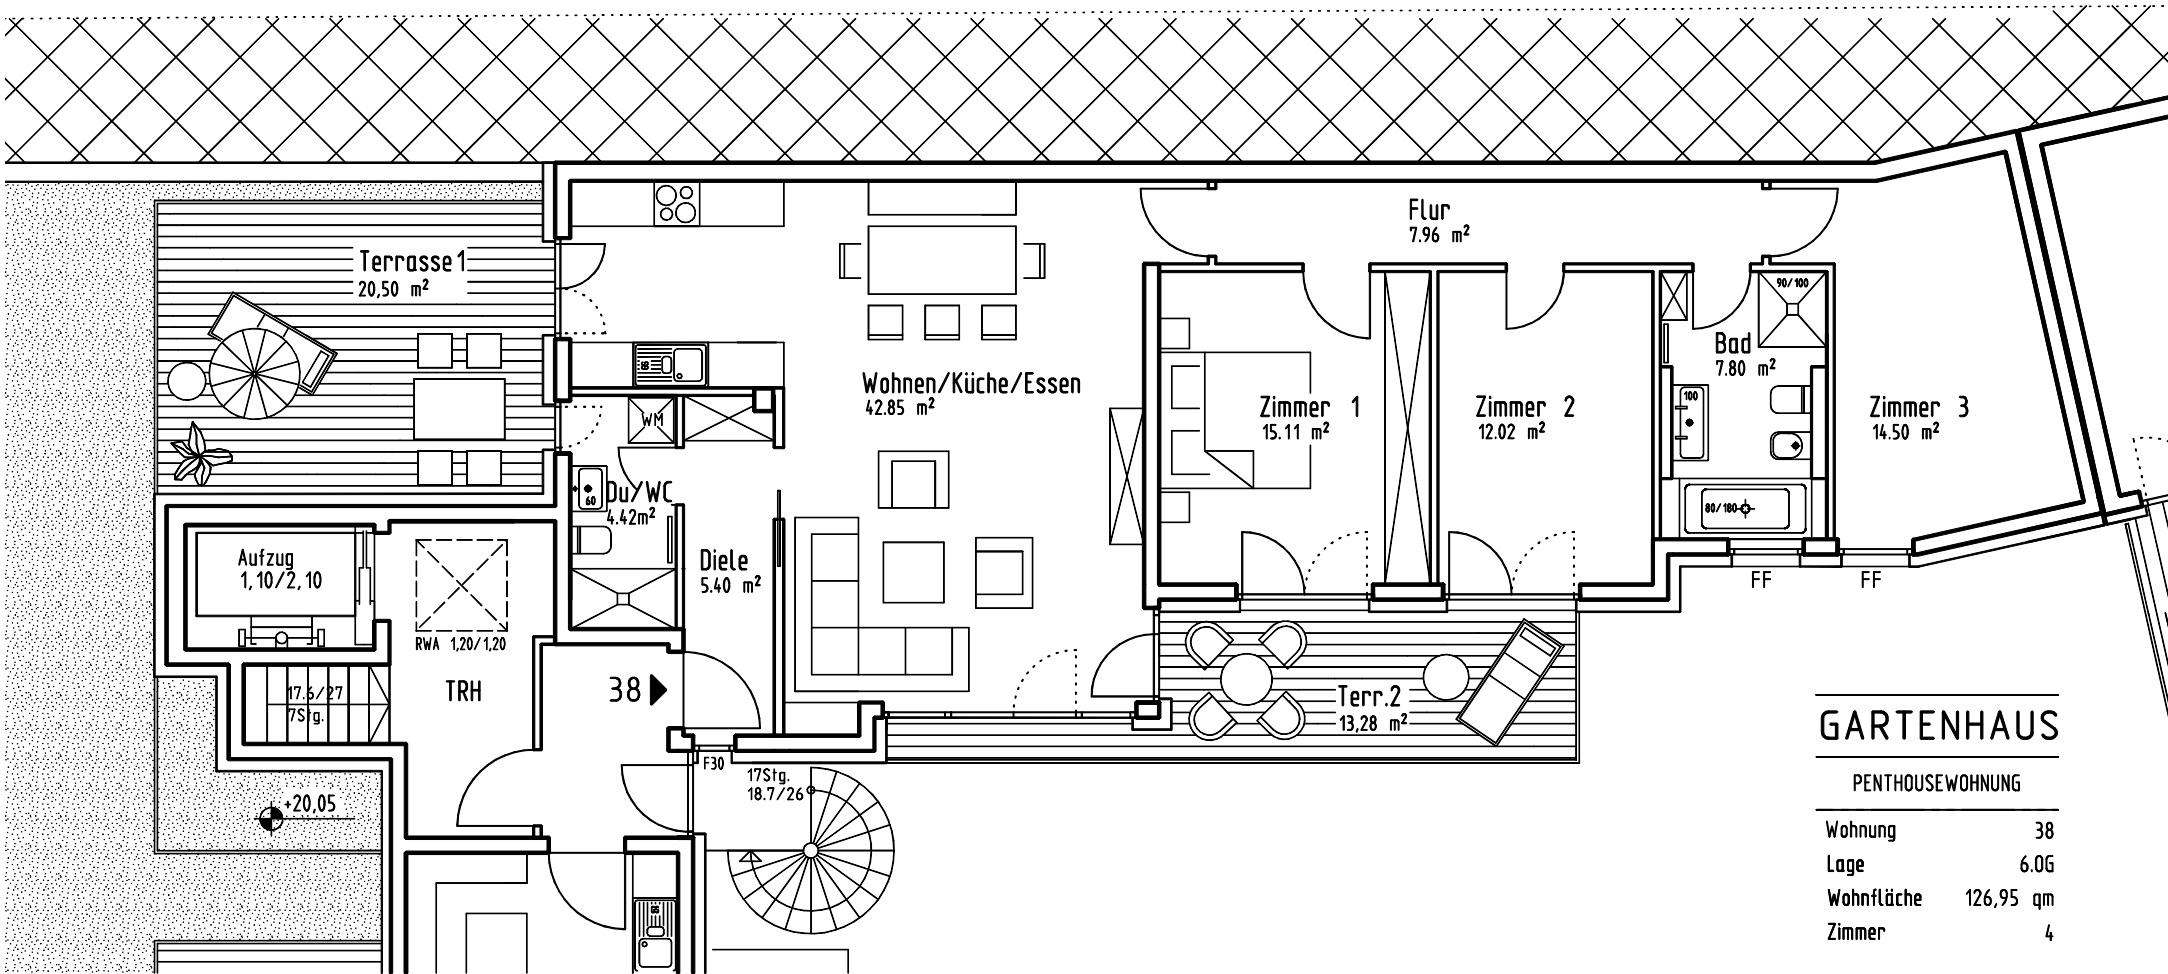 Flur
7.96 m²
Terrasse1
20,50 m²
90/100
Bad
7.80 m²
Wohnen/Küche/Essen
42.85 m²
Zimmer 1
15.11 m²
Zimmer 2
12.02 m²
Zimmer 3
14.50 m²
100
WM
Du/WC
4.42m²
60
80/180
Aufzug
1,10/2,10
Diele
5.40 m²
FF
FF
RWA 1,20/1,20
TRH
38
17.6/27
7Stg.
Terr.2
13,28 m²
F30
17Stg.
18.7/26
+20,05
GARTENHAUS
PENTHOUSEWOHNUNG
Wohnung 38
Lage 6.OG
Wohnfläche 126,95 qm
Zimmer 4